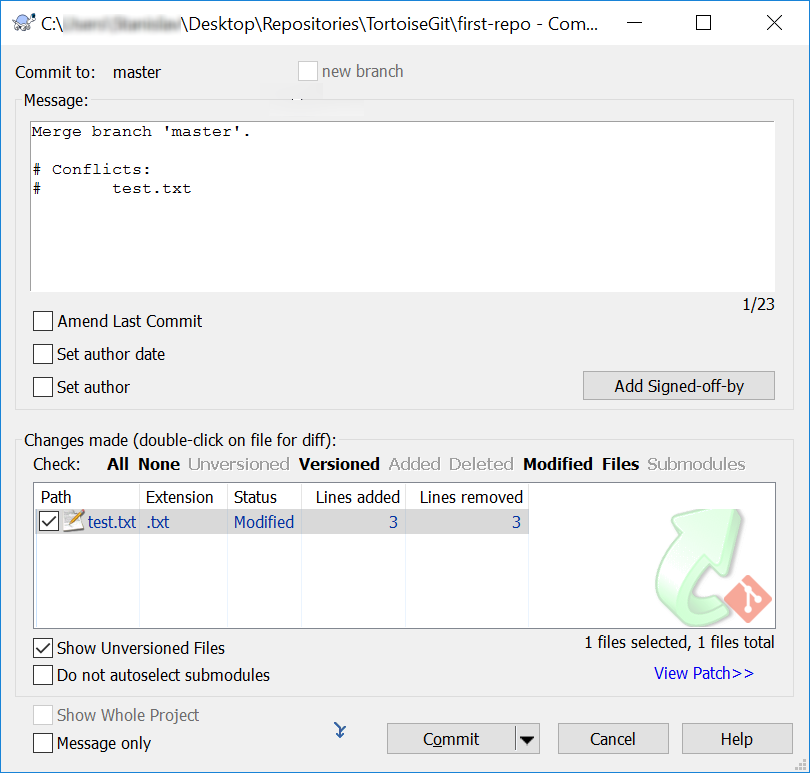 C:\ \Desktop\Repositories\TortoiseGit\first-repo - Com...
Commit to: master new branch
Message:
Merge branch 'master'.
# Conflicts:
# test.txt
1/23
Amend Last Commit
Set author date
Set author
Add Signed-off-by
Changes made (double-click on file for diff):
Check: All None Unversioned Versioned Added Deleted Modified Files Submodules
Path Extension Status Lines added Lines removed
test.txt .txt Modified 3 3
Show Unversioned Files
1 files selected, 1 files total
Do not autoselect submodules
View Patch>>
Show Whole Project
Message only
Commit
Cancel
Help